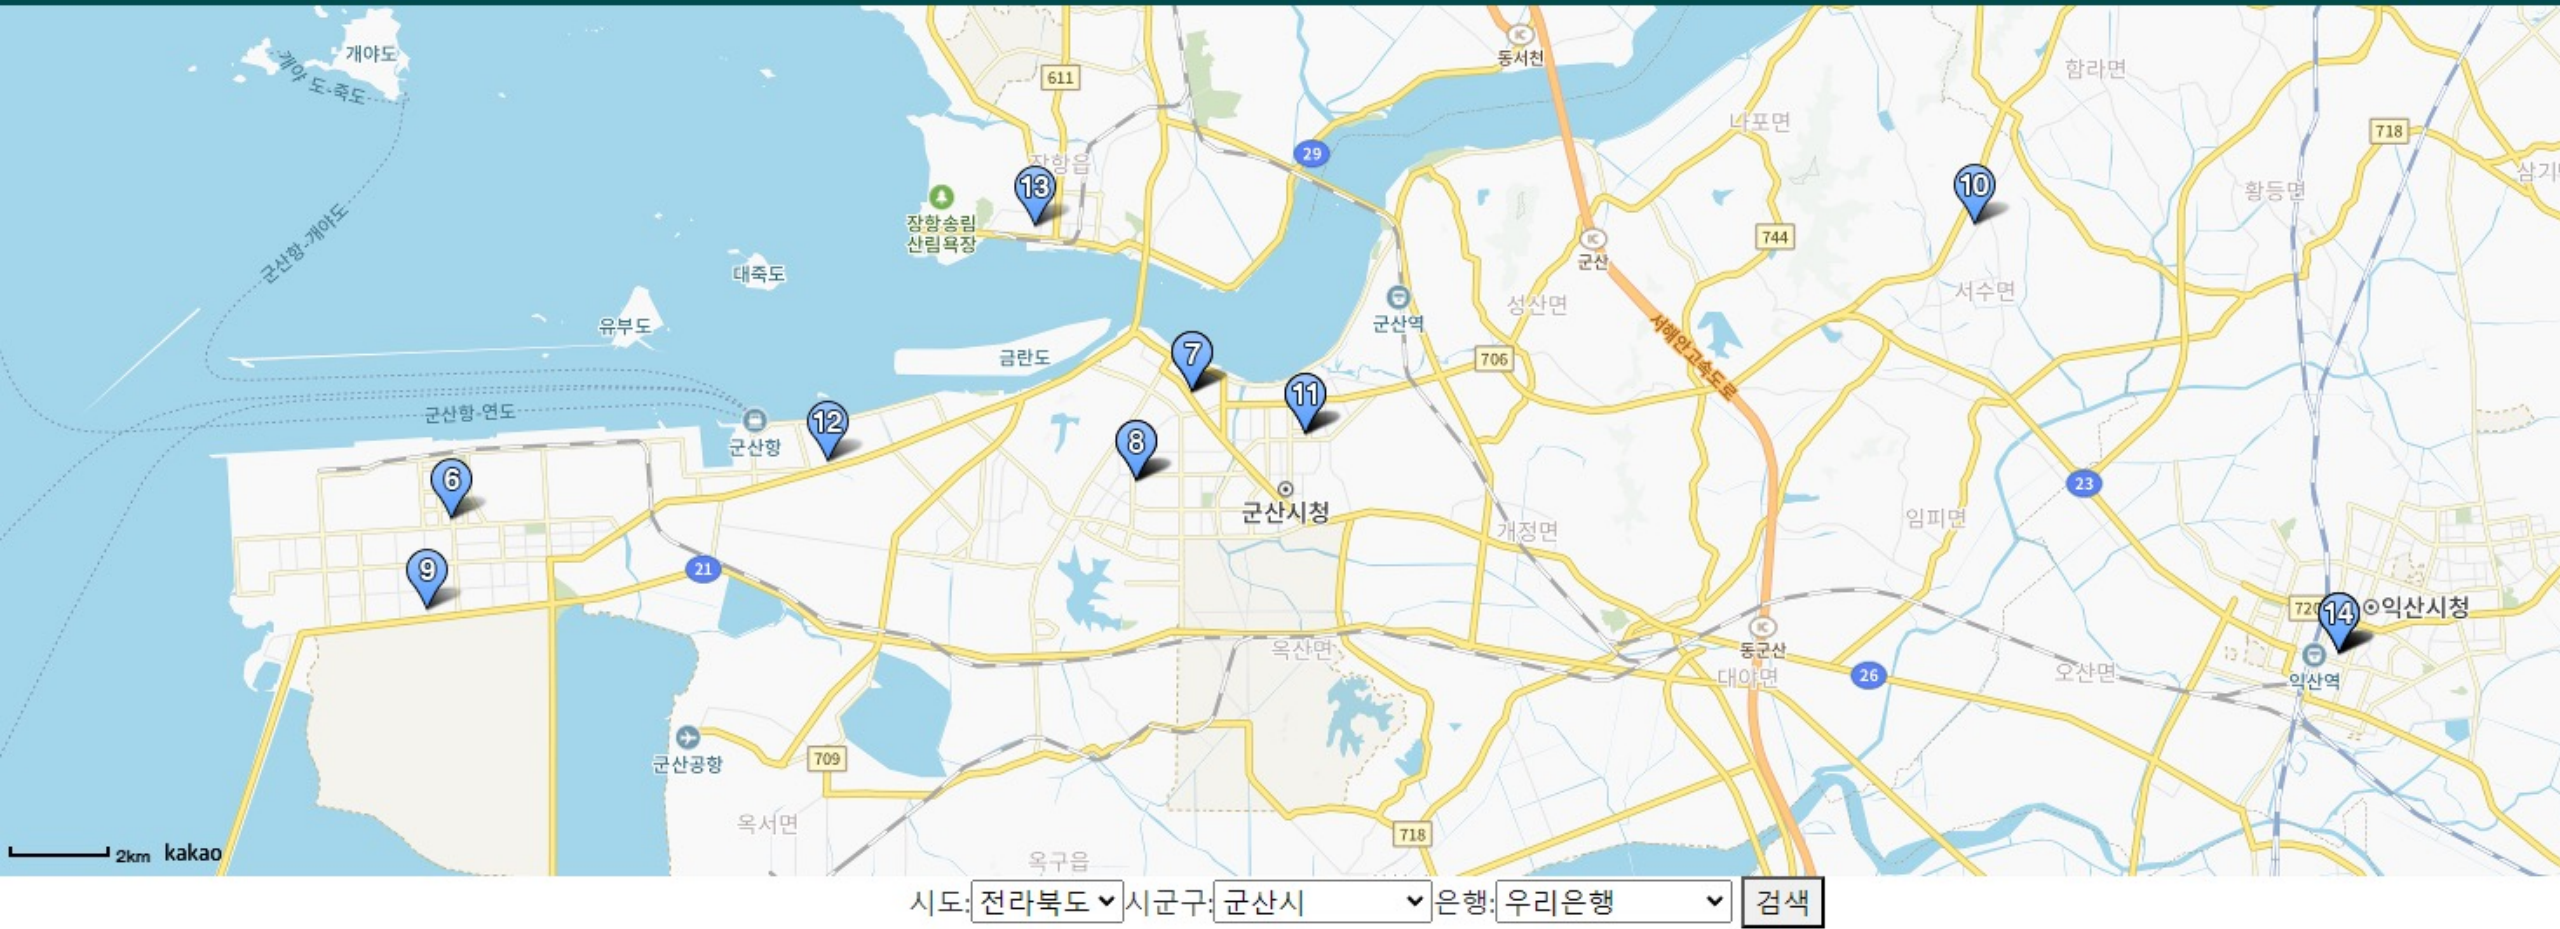 개야도
개야 도-죽도
군산항-개야도
대죽도
유부도
금란도
군산항-연도
군산항
장항송림
산림욕장
장항읍
611
13
29
동서천
나포면
함라면
718
삼기
황등면
10
744
군산
성산면
서수면
군산역
706
서해안고속도로
7
11
12
8
6
9
군산시청
개정면
임피면
23
21
옥산면
동군산
대야면
26
오산면
720
14
익산시청
익산역
군산공항
709
옥서면
옥구읍
718
2km kakao
시도: 전라북도 시군구: 군산시 은행: 우리은행 검색